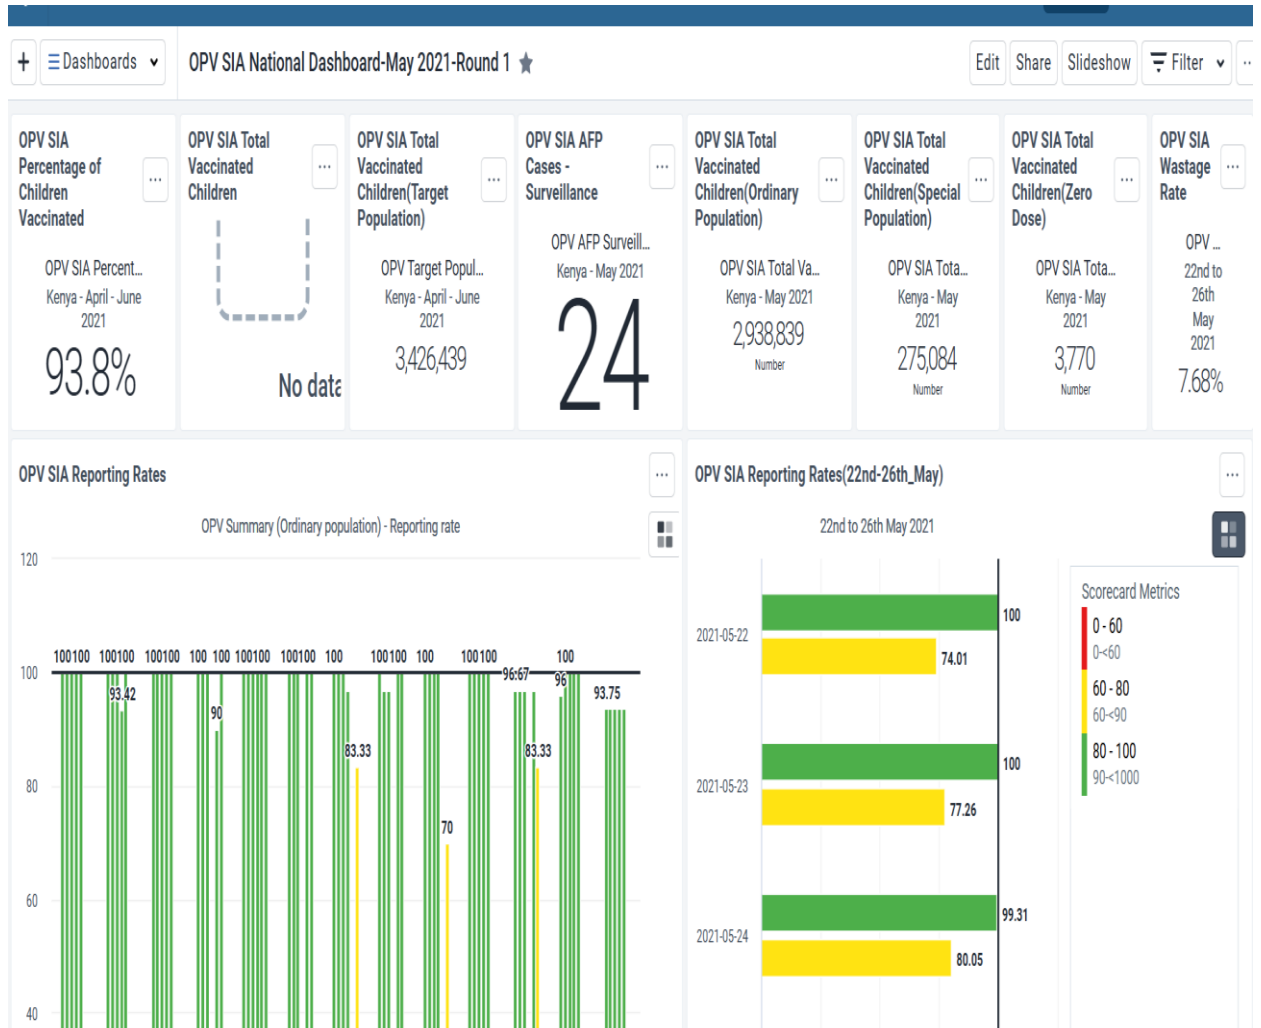 +
Dashboards
OPV SIA National Dashboard-May 2021-Round 1
Edit
Share
Slideshow
Filter
OPV SIA
Percentage of
Children
Vaccinated
OPV SIA Percent...
Kenya - April - June
2021
93.8%
OPV SIA Total
Vaccinated
Children
No data
OPV SIA Total
Vaccinated
Children(Target
Population)
OPV Target Popul...
Kenya - April - June
2021
3,426,439
OPV SIA AFP
Cases -
Surveillance
OPV AFP Surveill...
Kenya - May 2021
24
OPV SIA Total
Vaccinated
Children(Ordinary
Population)
OPV SIA Total Va...
Kenya - May 2021
2,938,839
Number
OPV SIA Total
Vaccinated
Children(Special
Population)
OPV SIA Tota...
Kenya - May
2021
275,084
Number
OPV SIA Total
Vaccinated
Children(Zero
Dose)
OPV SIA Tota...
Kenya - May
2021
3,770
Number
OPV SIA
Wastage
Rate
OPV ...
22nd to
26th
May
2021
7.68%
OPV SIA Reporting Rates
OPV Summary (Ordinary population) - Reporting rate
120
100100 100100 100100 100 100 100100 100100 100 100100 100 100100 100
100
96.67
96
93.42
93.75
90
83.33
83.33
80
70
60
40
OPV SIA Reporting Rates(22nd-26th_May)
22nd to 26th May 2021
2021-05-22
100
74.01
2021-05-23
100
77.26
2021-05-24
99.31
80.05
Scorecard Metrics
0 - 60
0-<60
60 - 80
60-<90
80 - 100
90-<1000